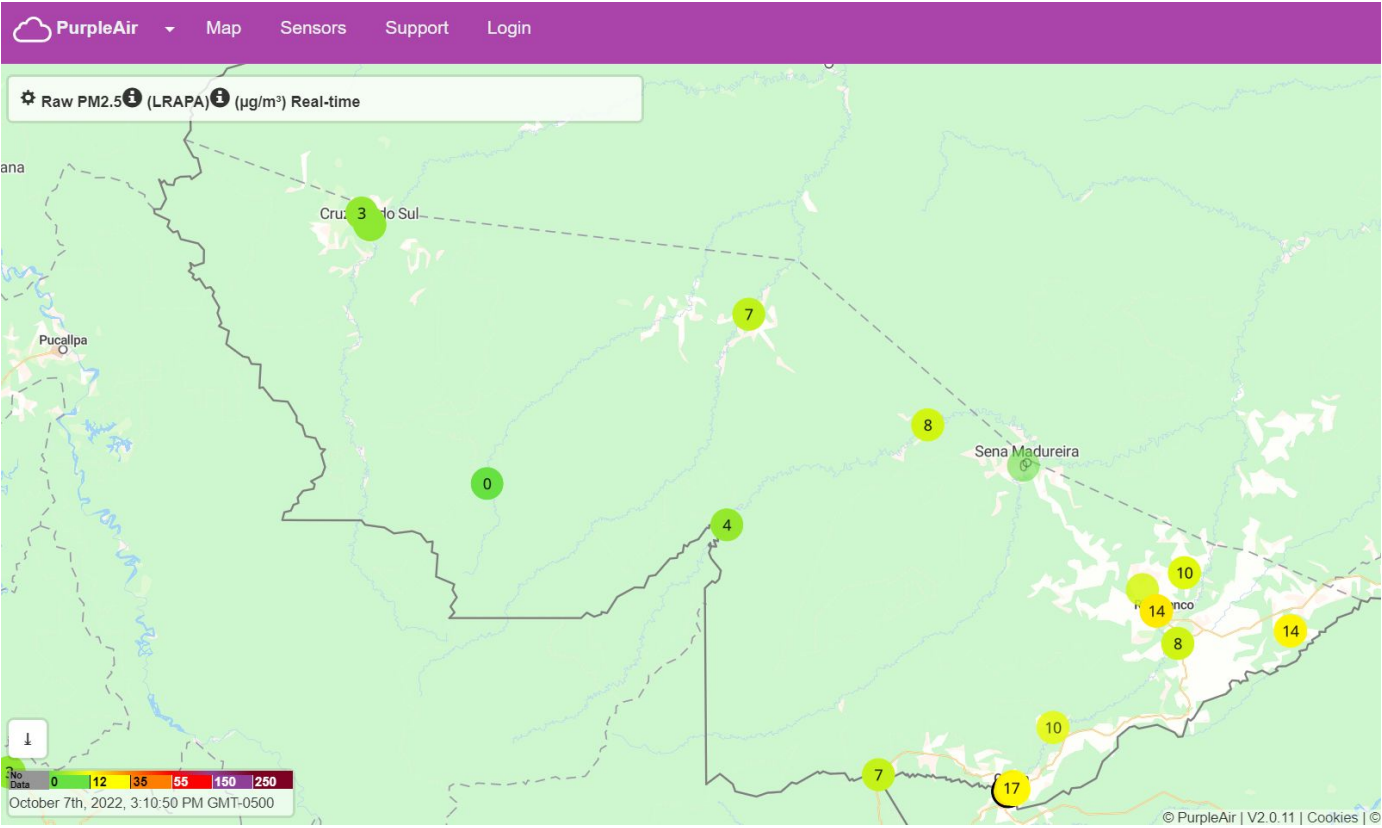 PurpleAir Map Sensors Support Login
Raw PM2.5 (LRAPA) (µg/m³) Real-time
ana
3
do Sul
7
Pucallpa
8
Sena Madureira
0
4
10
14
nco
14
8
10
7
17
3
No Data 0 12 35 55 150 250
October 7th, 2022, 3:10:50 PM GMT-0500
© PurpleAir | V2.0.11 | Cookies | ©